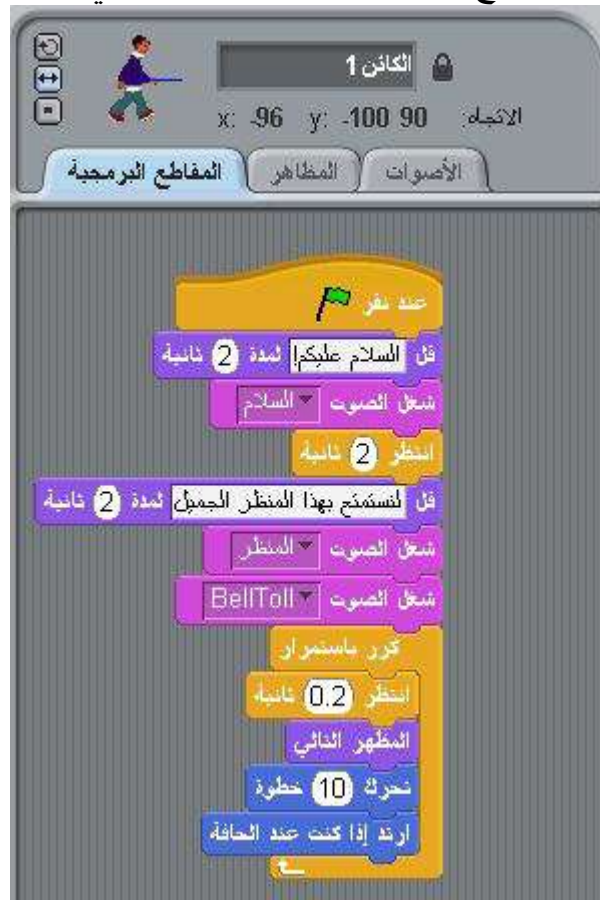 الكائن 1
x: -96 y: -100 90 الاتجاه:
المقاطع البرمجية المظاهر الأصوات
عند نقر
قل السلام عليكم! لمدة 2 ثانية
شغل الصوت السلام
انتظر 2 ثانية
قل لنستمتع بهذا المنظر الجميل لمدة 2 ثانية
شغل الصوت المنظر
شغل الصوت BellToll
كرر باستمرار
انتظر 0.2 ثانية
المظهر التالي
تحرك 10 خطوة
ارتد إذا كنت عند الحافة